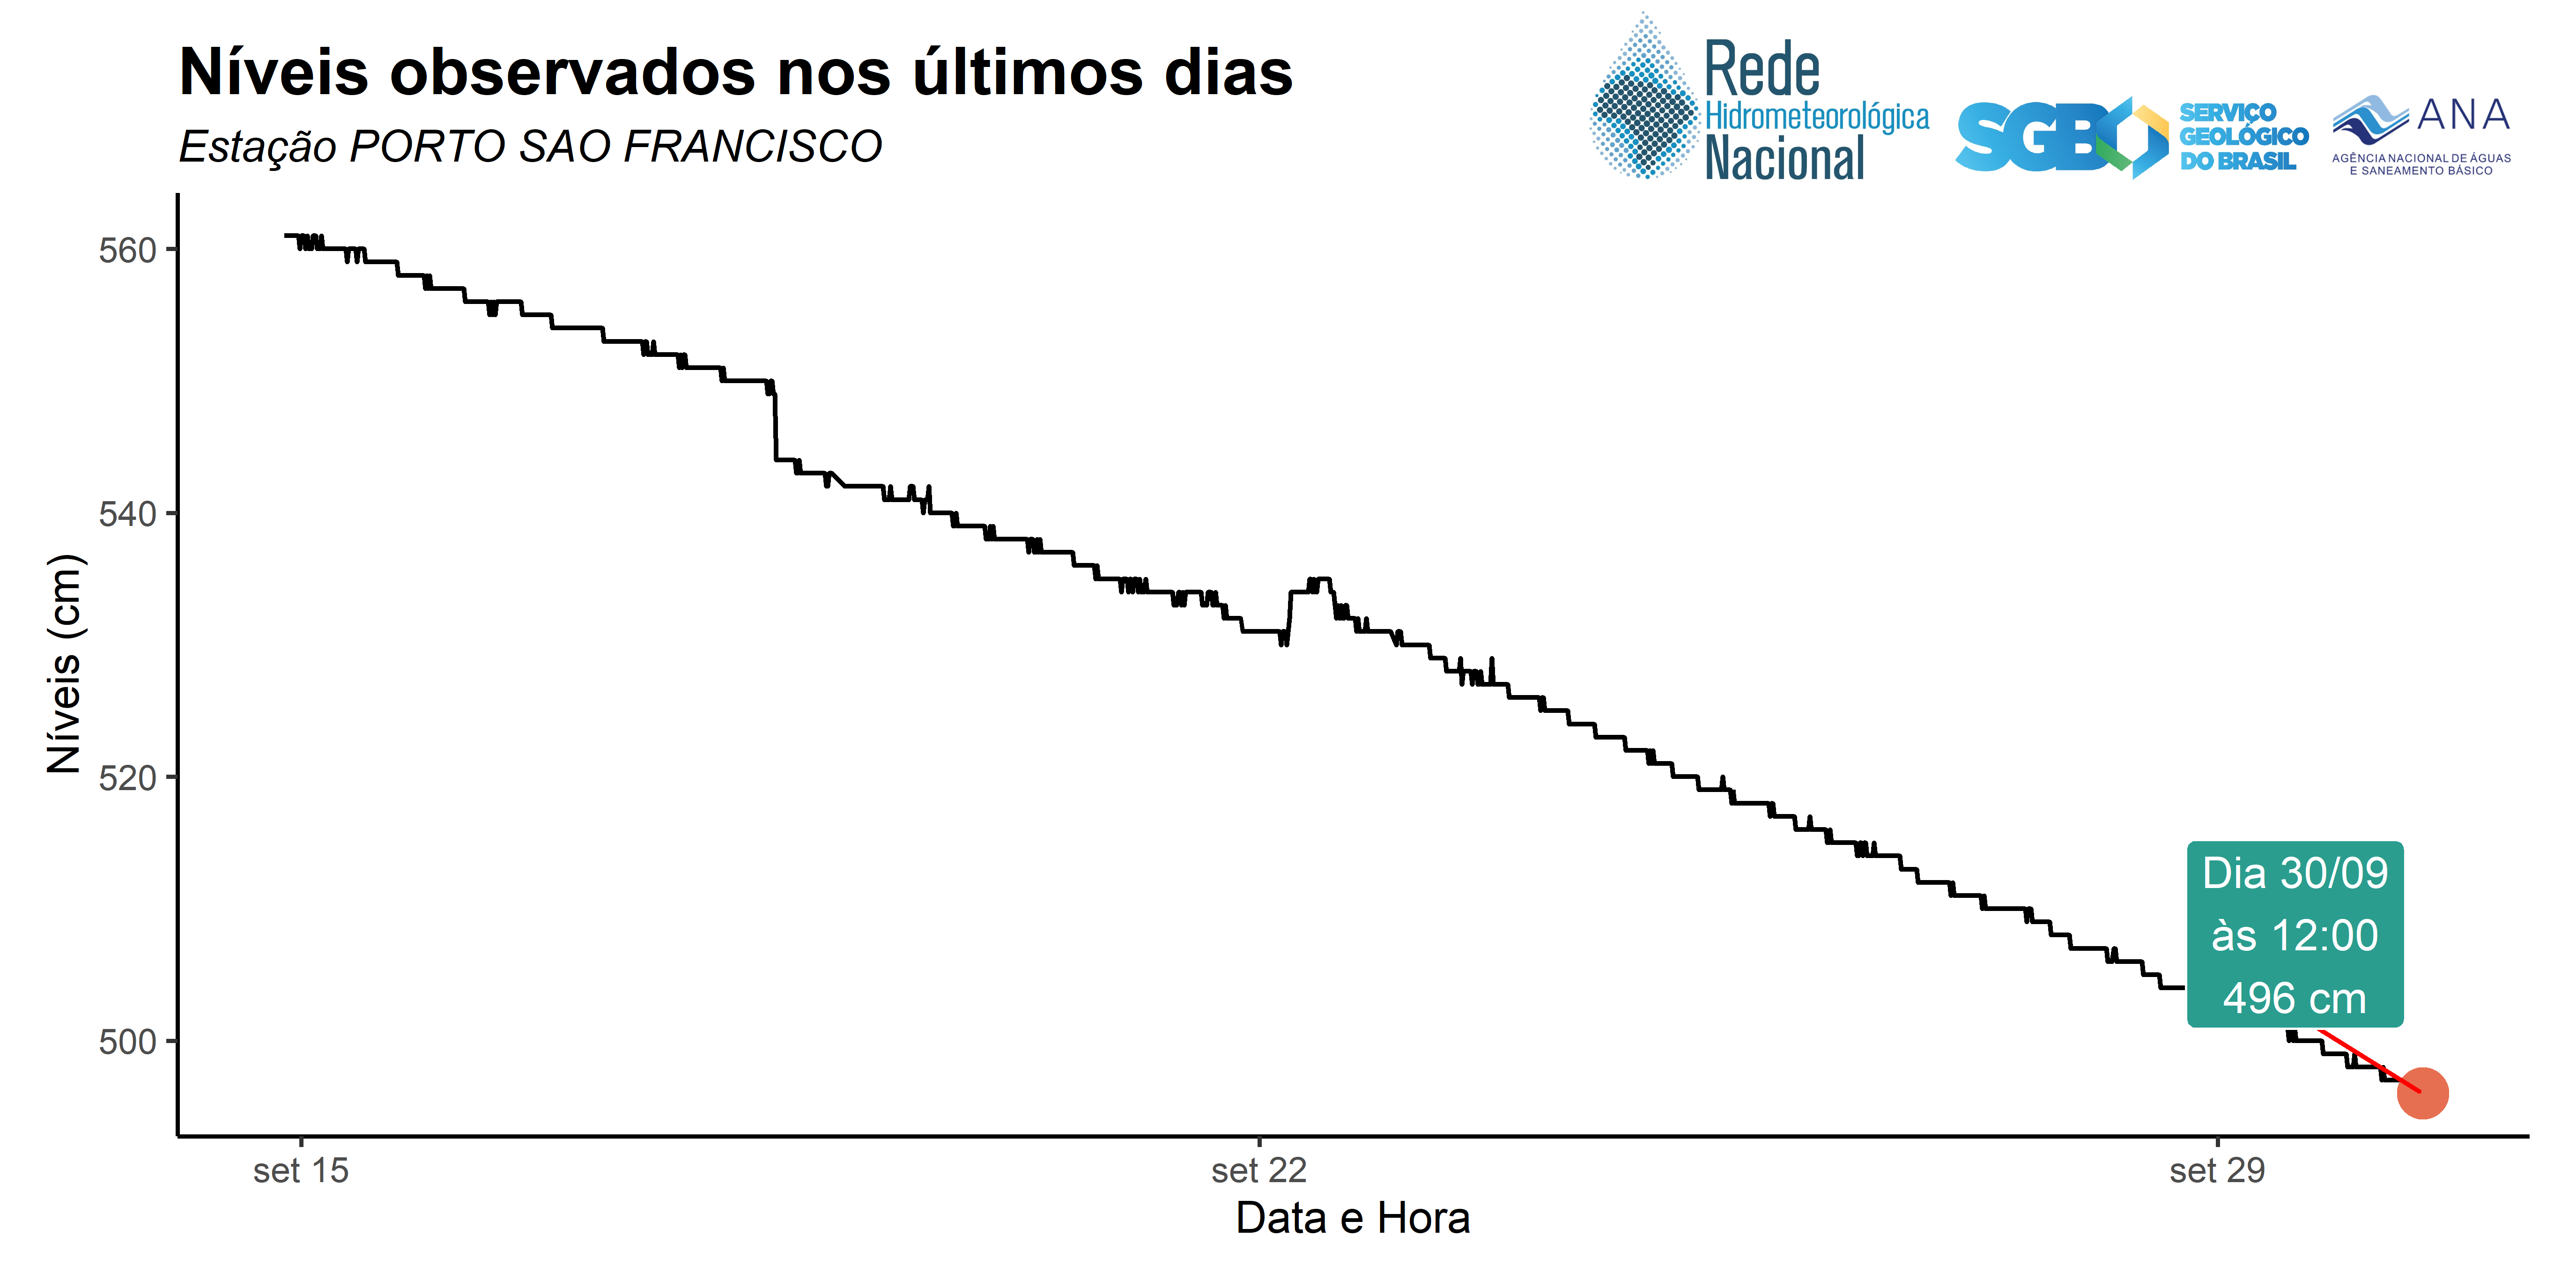 Níveis observados nos últimos dias
Estação PORTO SAO FRANCISCO
Rede
Hidrometeorológica
Nacional
SGB
SERVIÇO
GEOLÓGICO
DO BRASIL
ANA
AGÊNCIA NACIONAL DE ÁGUAS
E SANEAMENTO BÁSICO
560
540
520
500
Níveis (cm)
Dia 30/09
às 12:00
496 cm
set 15
set 22
set 29
Data e Hora